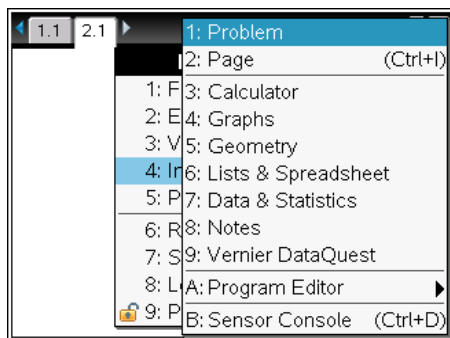 1.1 2.1
1: Problem
2: Page (Ctrl+I)
3: Calculator
4: Graphs
5: Geometry
6: Lists & Spreadsheet
7: Data & Statistics
8: Notes
9: Vernier DataQuest
A: Program Editor
B: Sensor Console (Ctrl+D)
1: F
2: E
3: V
4: In
5: P
6: R
7: S
8: L
9: P